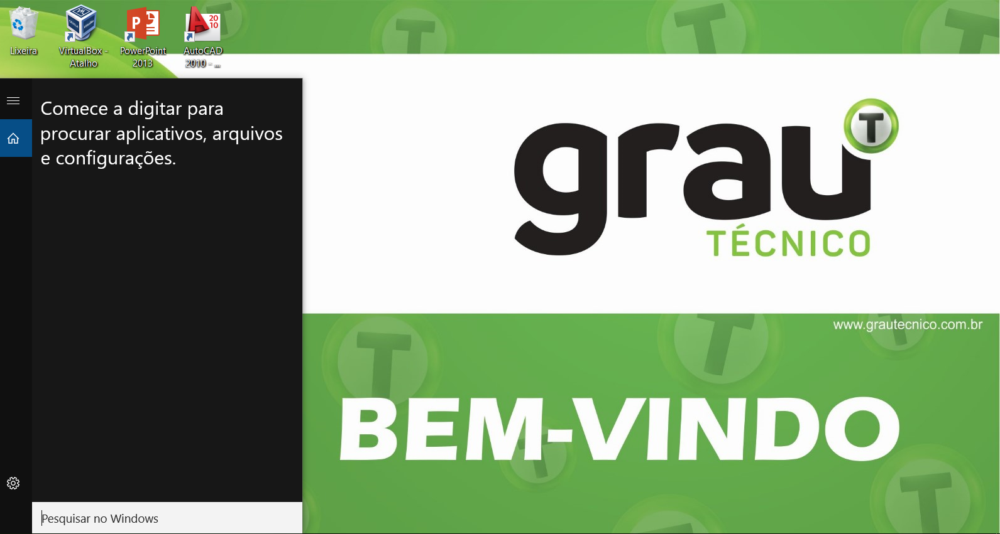 Lixeira
VirtualBox -
Atalho
PowerPoint
2013
AutoCAD
2010 - ...
Comece a digitar para
procurar aplicativos, arquivos
e configurações.
Pesquisar no Windows
grau T
TÉCNICO
www.grautecnico.com.br
BEM-VINDO